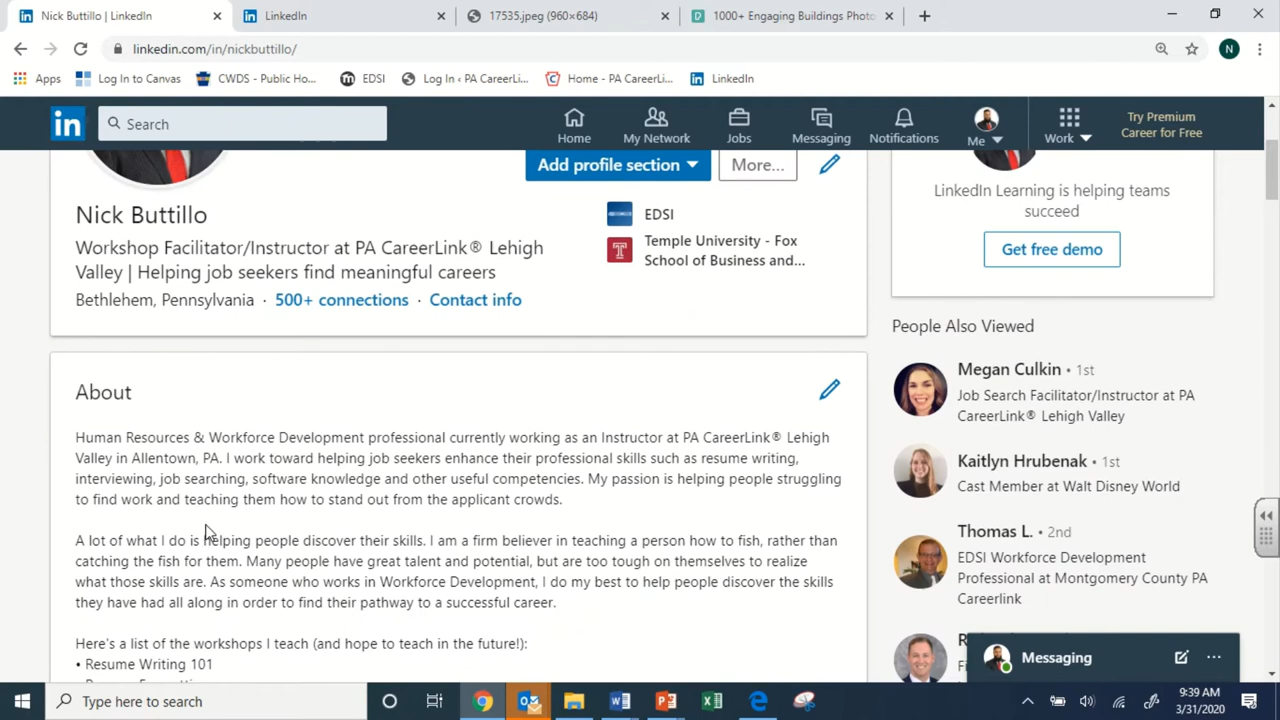 Nick Buttillo | LinkedIn
LinkedIn
17535.jpeg (960×684)
1000+ Engaging Buildings Photo
linkedin.com/in/nickbuttillo/
N
Apps
Log In to Canvas
CWDS - Public Ho...
EDSI
Log In ‹ PA CareerLi...
Home - PA CareerLi...
LinkedIn
in
Search
Home
My Network
Jobs
Messaging
Notifications
Me
Work
Try Premium
Career for Free
Add profile section
More...
Nick Buttillo
Workshop Facilitator/Instructor at PA CareerLink® Lehigh
Valley | Helping job seekers find meaningful careers
Bethlehem, Pennsylvania · 500+ connections · Contact info
EDSI
Temple University - Fox
School of Business and...
LinkedIn Learning is helping teams
succeed
Get free demo
About
Human Resources & Workforce Development professional currently working as an Instructor at PA CareerLink® Lehigh
Valley in Allentown, PA. I work toward helping job seekers enhance their professional skills such as resume writing,
interviewing, job searching, software knowledge and other useful competencies. My passion is helping people struggling
to find work and teaching them how to stand out from the applicant crowds.
A lot of what I do is helping people discover their skills. I am a firm believer in teaching a person how to fish, rather than
catching the fish for them. Many people have great talent and potential, but are too tough on themselves to realize
what those skills are. As someone who works in Workforce Development, I do my best to help people discover the skills
they have had all along in order to find their pathway to a successful career.
Here's a list of the workshops I teach (and hope to teach in the future!):
• Resume Writing 101
People Also Viewed
Megan Culkin • 1st
Job Search Facilitator/Instructor at PA
CareerLink® Lehigh Valley
Kaitlyn Hrubenak • 1st
Cast Member at Walt Disney World
Thomas L. • 2nd
EDSI Workforce Development
Professional at Montgomery County PA
Careerlink
Messaging
Type here to search
9:39 AM
3/31/2020